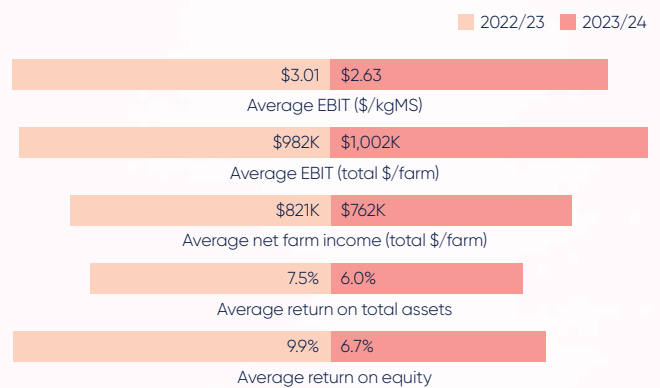 2022/23 2023/24
$3.01 $2.63
Average EBIT ($/kgMS)
$982K $1,002K
Average EBIT (total $/farm)
$821K $762K
Average net farm income (total $/farm)
7.5% 6.0%
Average return on total assets
9.9% 6.7%
Average return on equity